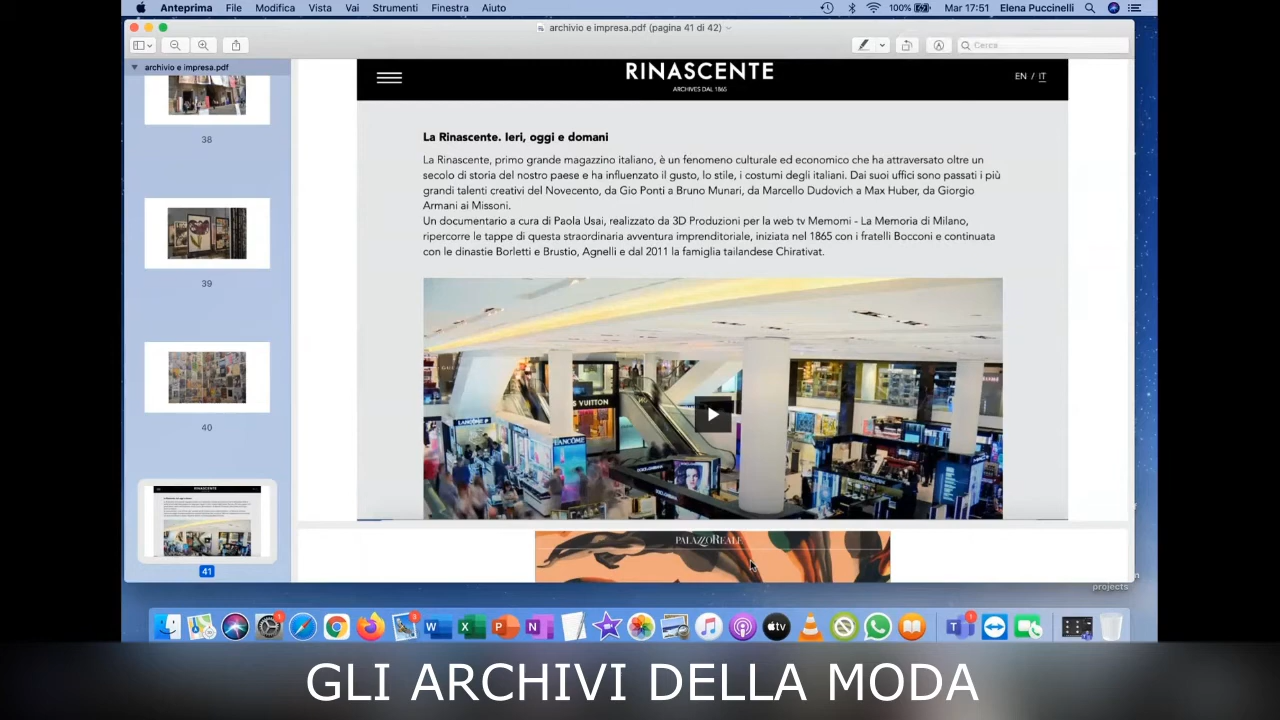 Anteprima File Modifica Vista Vai Strumenti Finestra Aiuto 100% Mar 17:51 Elena Puccinelli
archivio e impresa.pdf (pagina 41 di 42)
Cerca
archivio e impresa.pdf
38
39
40
41
RINASCENTE
ARCHIVES DAL 1865
EN / IT
La Rinascente. Ieri, oggi e domani
La Rinascente, primo grande magazzino italiano, è un fenomeno culturale ed economico che ha attraversato oltre un
secolo di storia del nostro paese e ha influenzato il gusto, lo stile, i costumi degli italiani. Dai suoi uffici sono passati i più
grandi talenti creativi del Novecento, da Gio Ponti a Bruno Munari, da Marcello Dudovich a Max Huber, da Giorgio
Armani ai Missoni.
Un documentario a cura di Paola Usai, realizzato da 3D Produzioni per la web tv Memomi - La Memoria di Milano,
ripercorre le tappe di questa straordinaria avventura imprenditoriale, iniziata nel 1865 con i fratelli Bocconi e continuata
con le dinastie Borletti e Brustio, Agnelli e dal 2011 la famiglia tailandese Chirativat.
VUITTON
LANCÔME
LANCÔME
PALAZZOREALE
projects
tv
GLI ARCHIVI DELLA MODA